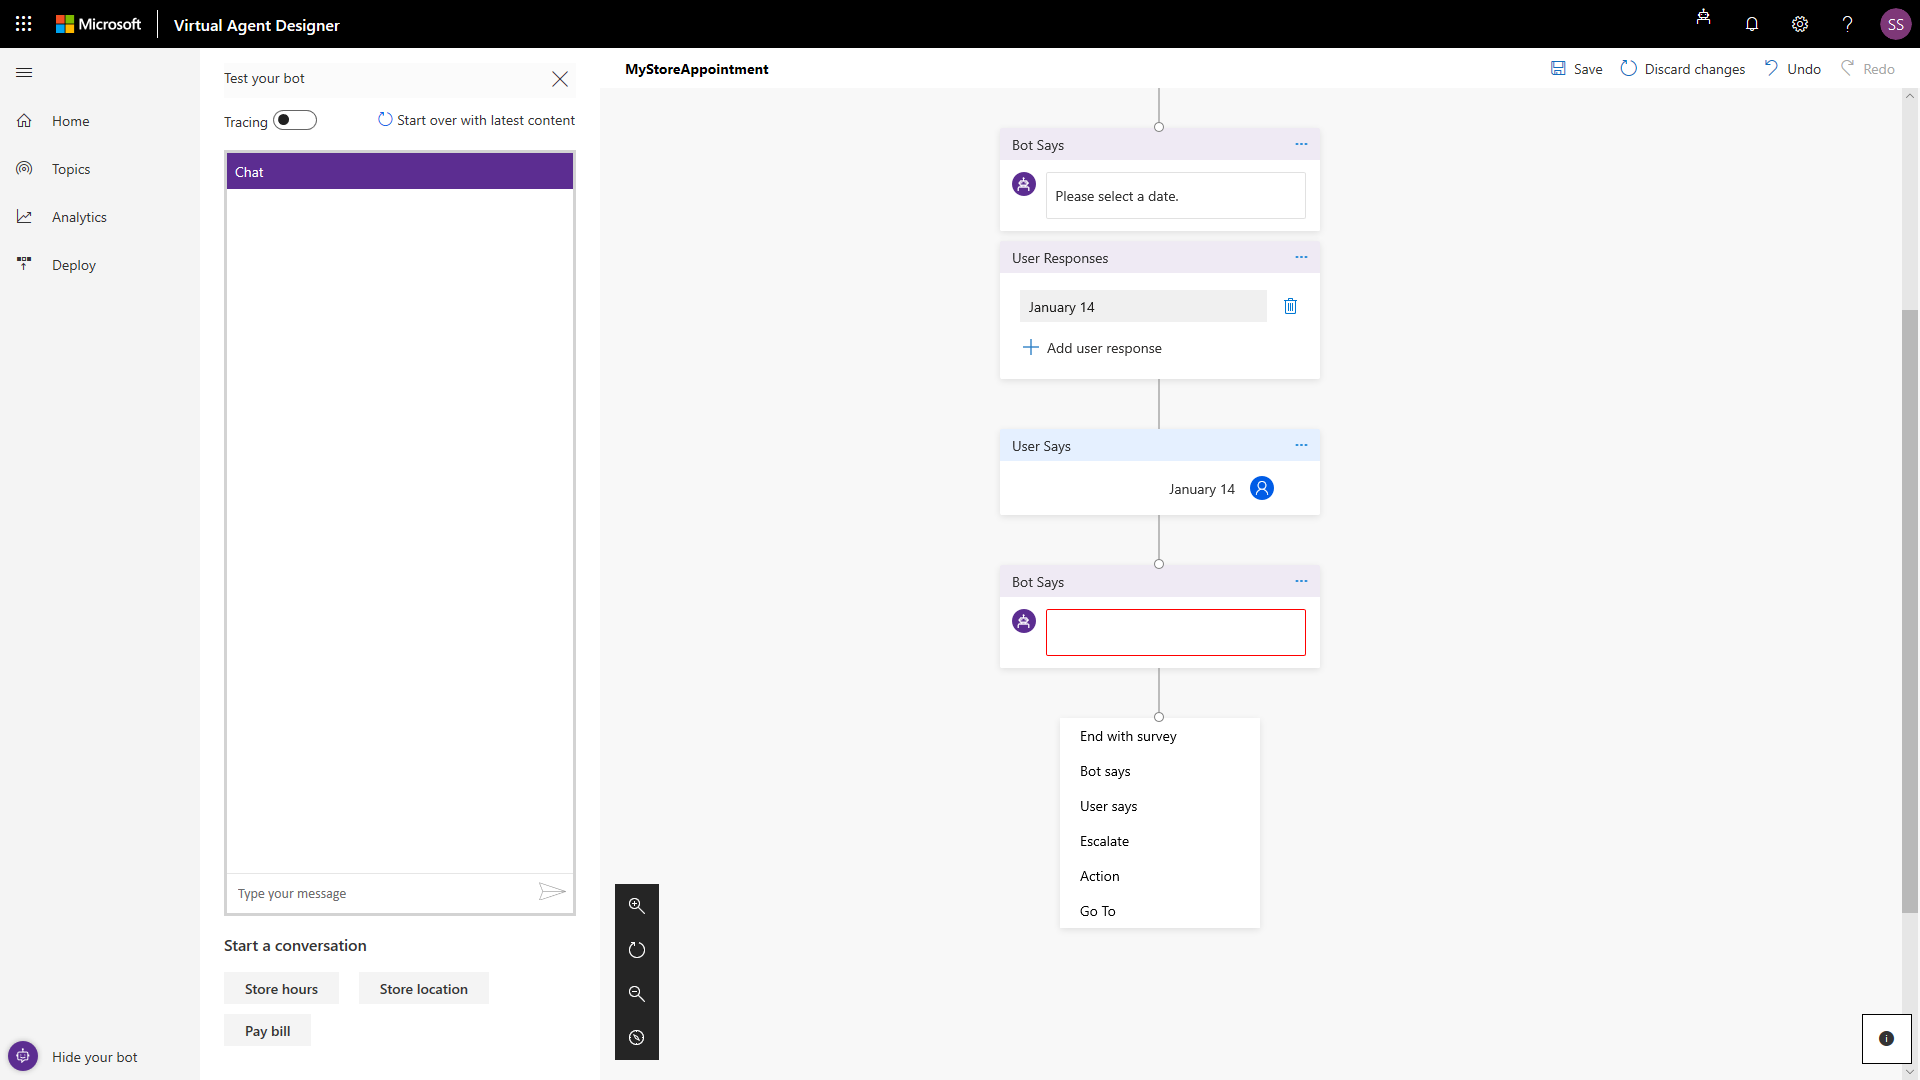 Microsoft
Virtual Agent Designer
SS
Home
Topics
Analytics
Deploy
Hide your bot
Test your bot
Tracing
Start over with latest content
Chat
Type your message
Start a conversation
Store hours
Store location
Pay bill
MyStoreAppointment
Save
Discard changes
Undo
Redo
Bot Says
Please select a date.
User Responses
January 14
Add user response
User Says
January 14
Bot Says
End with survey
Bot says
User says
Escalate
Action
Go To